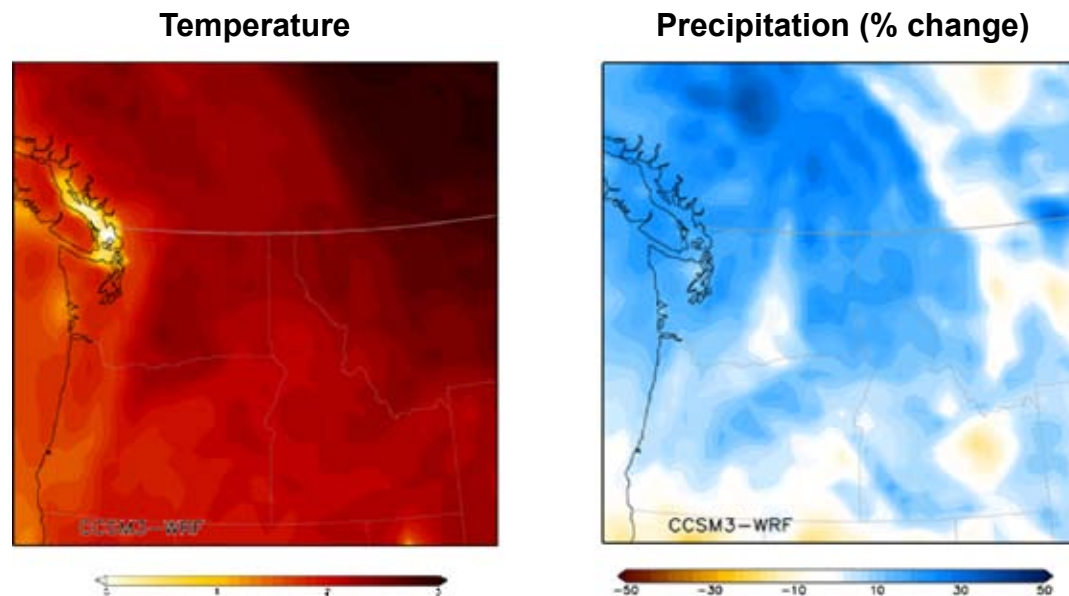 Temperature
Precipitation (% change)
CCSM3-WRF
CCSM3-WRF
-50 -30 -10 10 30 50